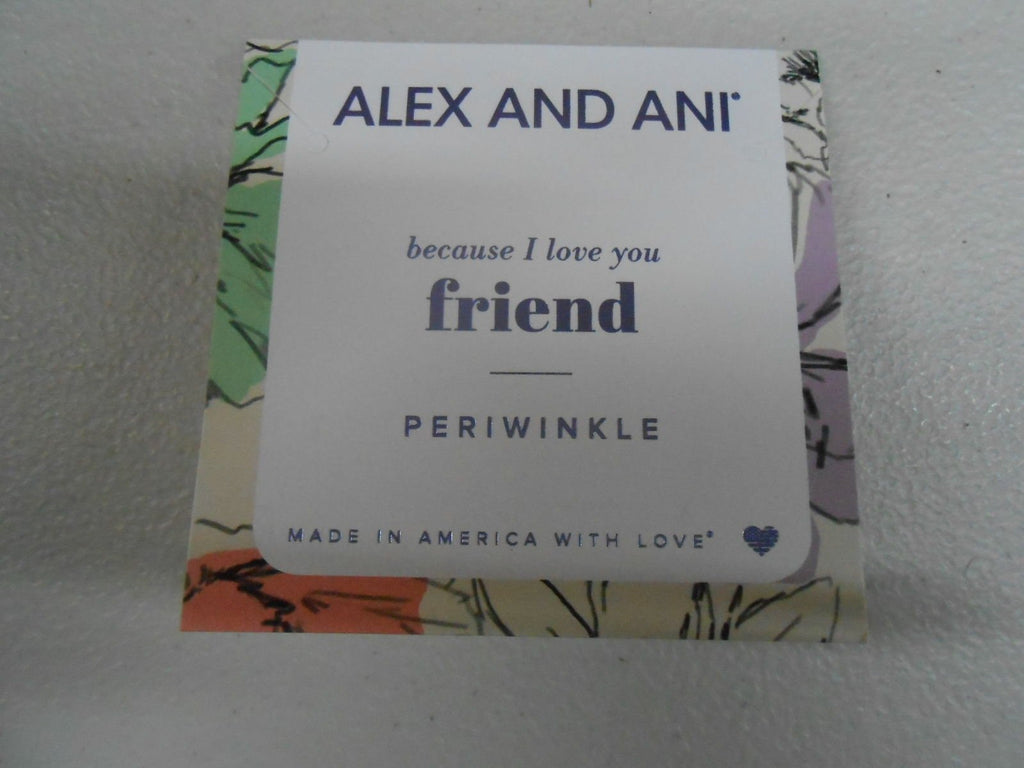 ALEX AND ANI®
because I love you
friend
PERIWINKLE
MADE IN AMERICA WITH LOVE®